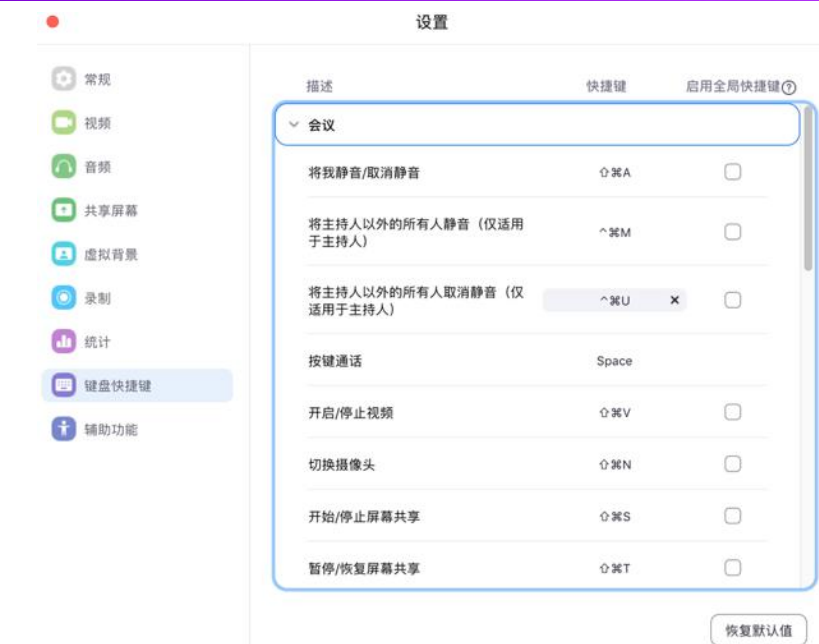 设置
常规
视频
音频
共享屏幕
虚拟背景
录制
统计
键盘快捷键
辅助功能
描述 快捷键 启用全局快捷键?
会议
将我静音/取消静音 ⇧⌘A
将主持人以外的所有人静音（仅适用
于主持人） ^⌘M
将主持人以外的所有人取消静音（仅
适用于主持人） ^⌘U ×
按键通话 Space
开启/停止视频 ⇧⌘V
切换摄像头 ⇧⌘N
开始/停止屏幕共享 ⇧⌘S
暂停/恢复屏幕共享 ⇧⌘T
恢复默认值